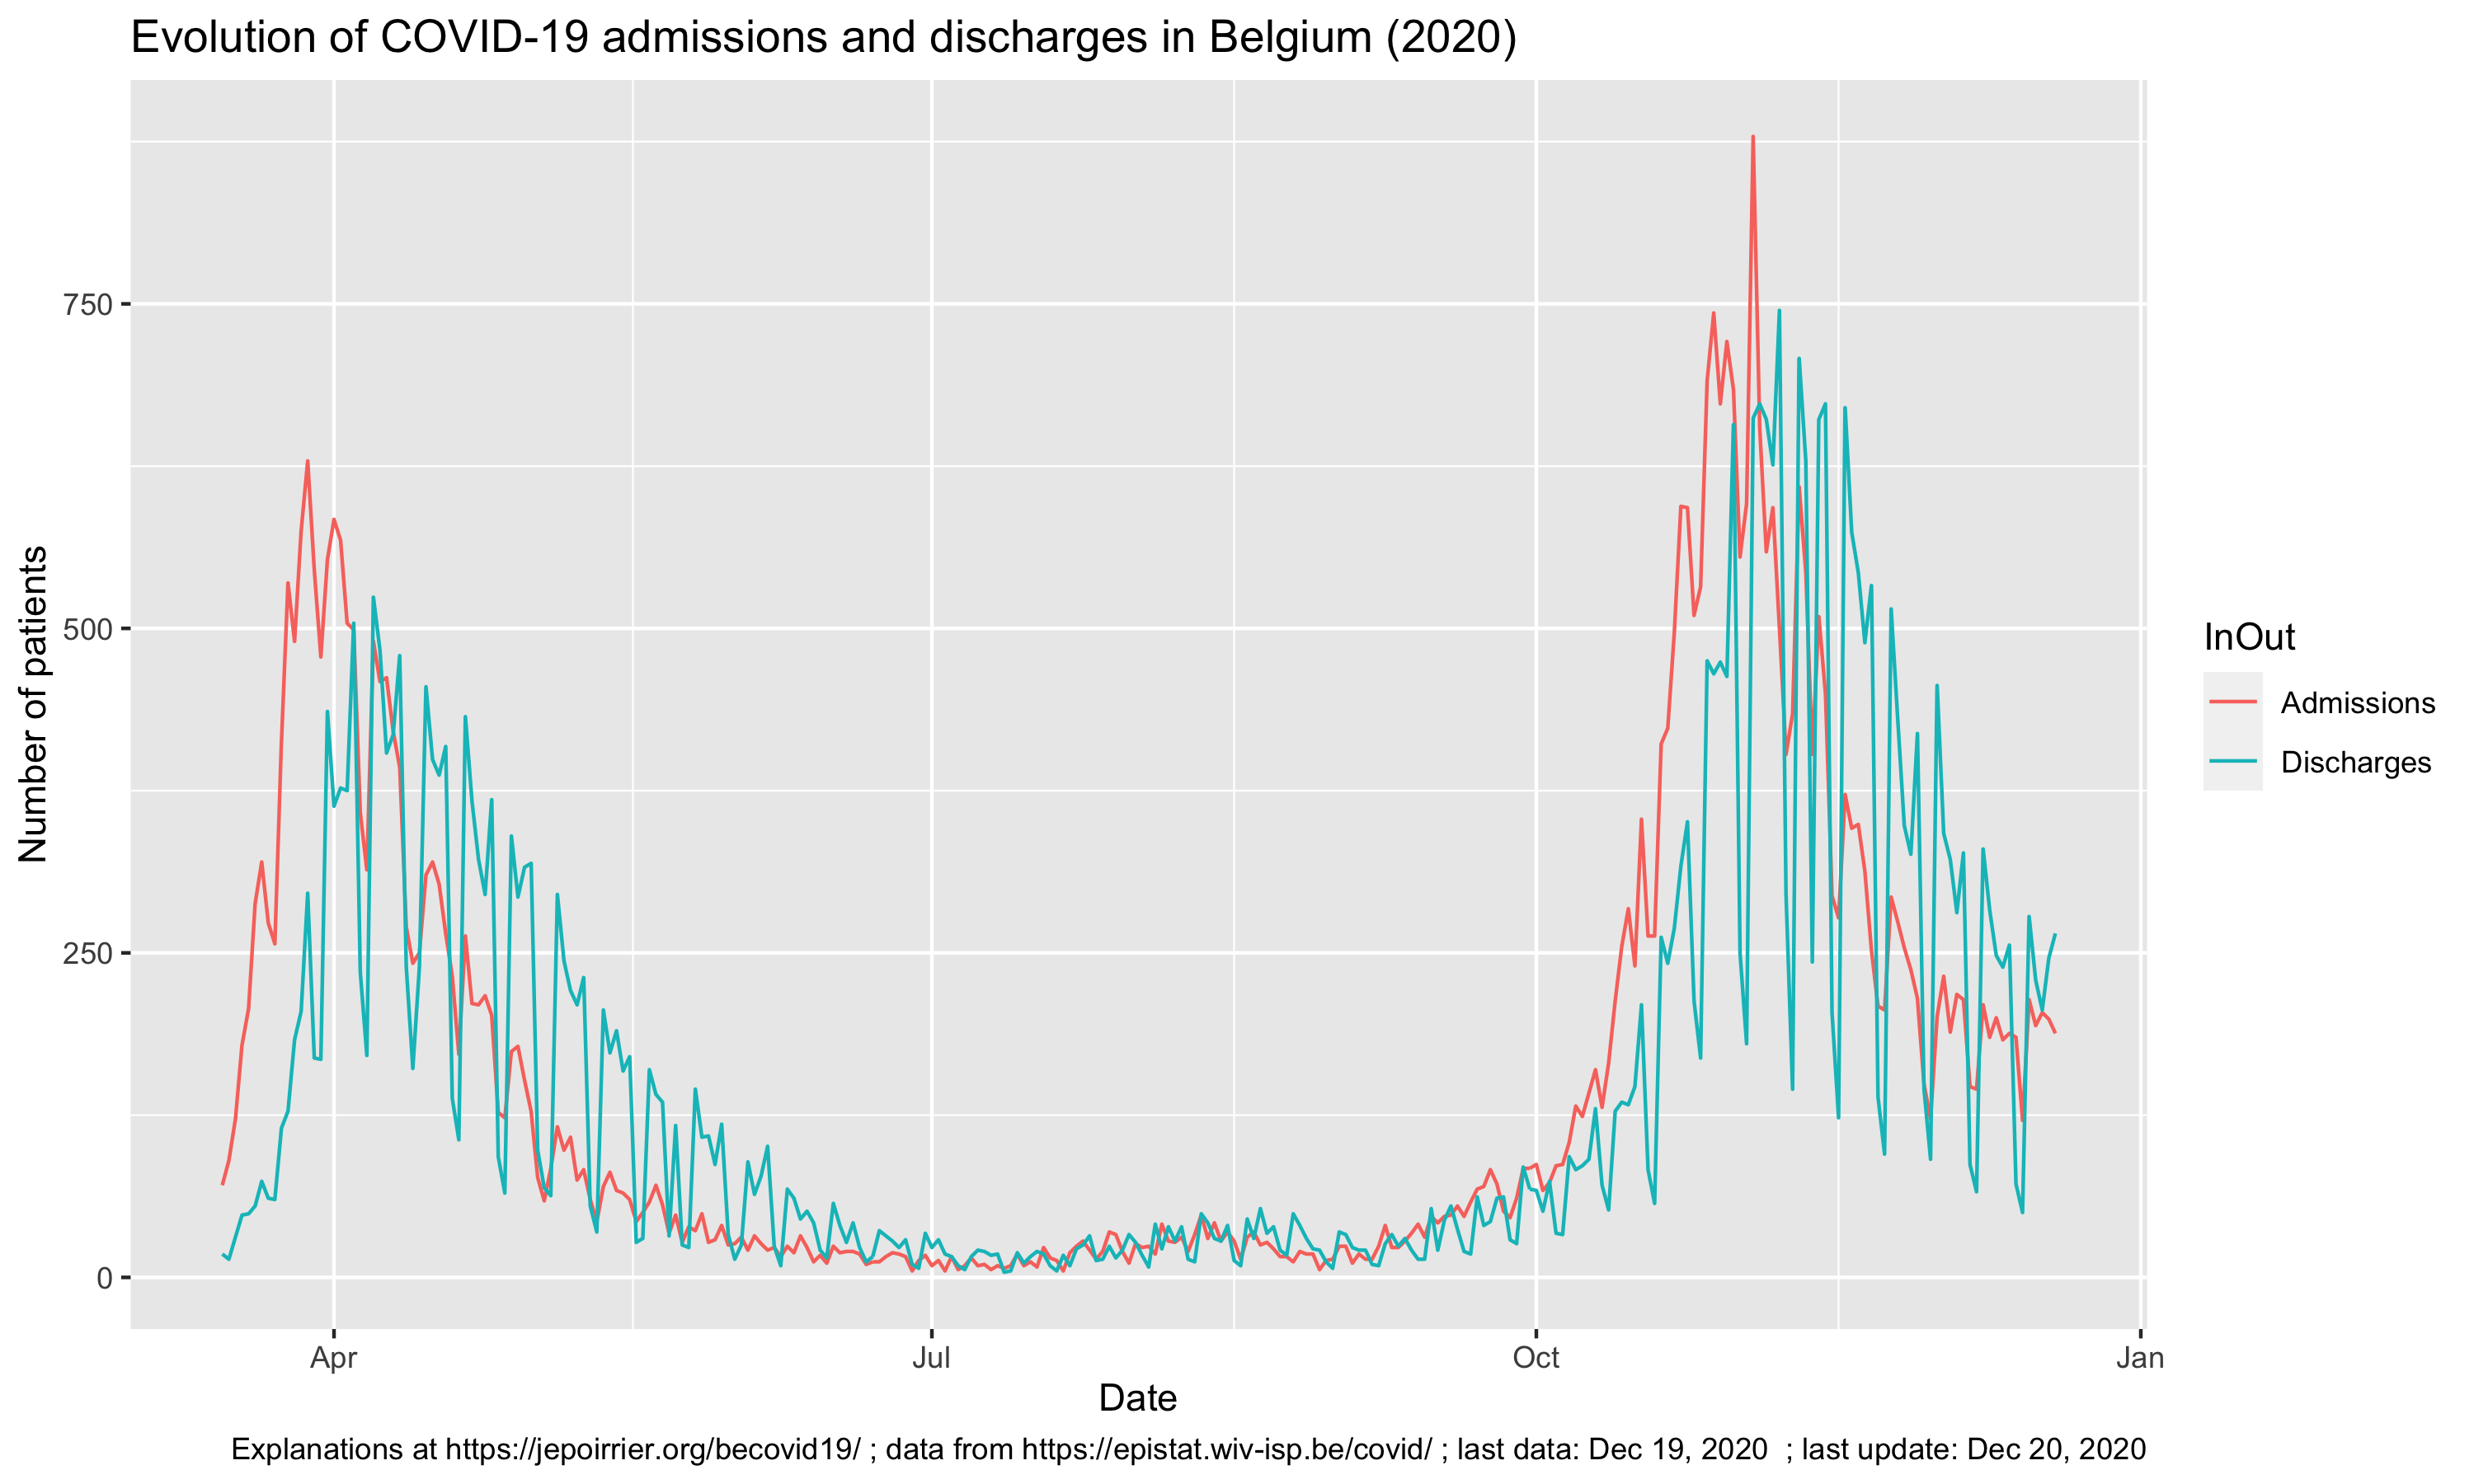 Evolution of COVID-19 admissions and discharges in Belgium (2020)
Number of patients
750
500
250
0
Apr
Jul
Oct
Jan
Date
InOut
Admissions
Discharges
Explanations at https://jepoirrier.org/becovid19/ ; data from https://epistat.wiv-isp.be/covid/ ; last data: Dec 19, 2020  ; last update: Dec 20, 2020